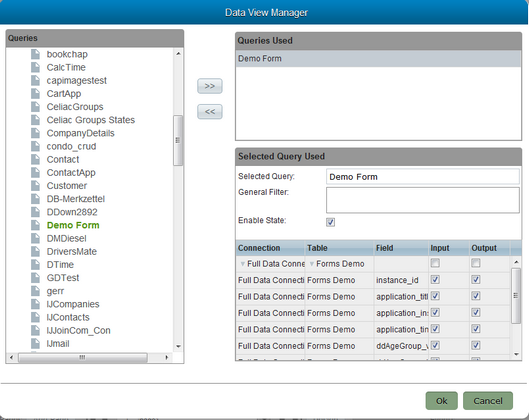 Data View Manager
Queries
bookchap
CalcTime
capimagestest
CartApp
CeliacGroups
Celiac Groups States
CompanyDetails
condo_crud
Contact
ContactApp
Customer
DB-Merkzettel
DDown2892
Demo Form
DMDiesel
DriversMate
DTime
GDTest
gerr
IJCompanies
IJContacts
IJJoinCom_Con
IJmail
>>
<<
Queries Used
Demo Form
Selected Query Used
Selected Query: Demo Form
General Filter:
Enable State:
Connection Table Field Input Output
Full Data Conne Forms Demo
Full Data Connecti Forms Demo instance_id
Full Data Connecti Forms Demo application_titl
Full Data Connecti Forms Demo application_ins
Full Data Connecti Forms Demo application_tim
Full Data Connecti Forms Demo ddAgeGroup_v
Ok Cancel